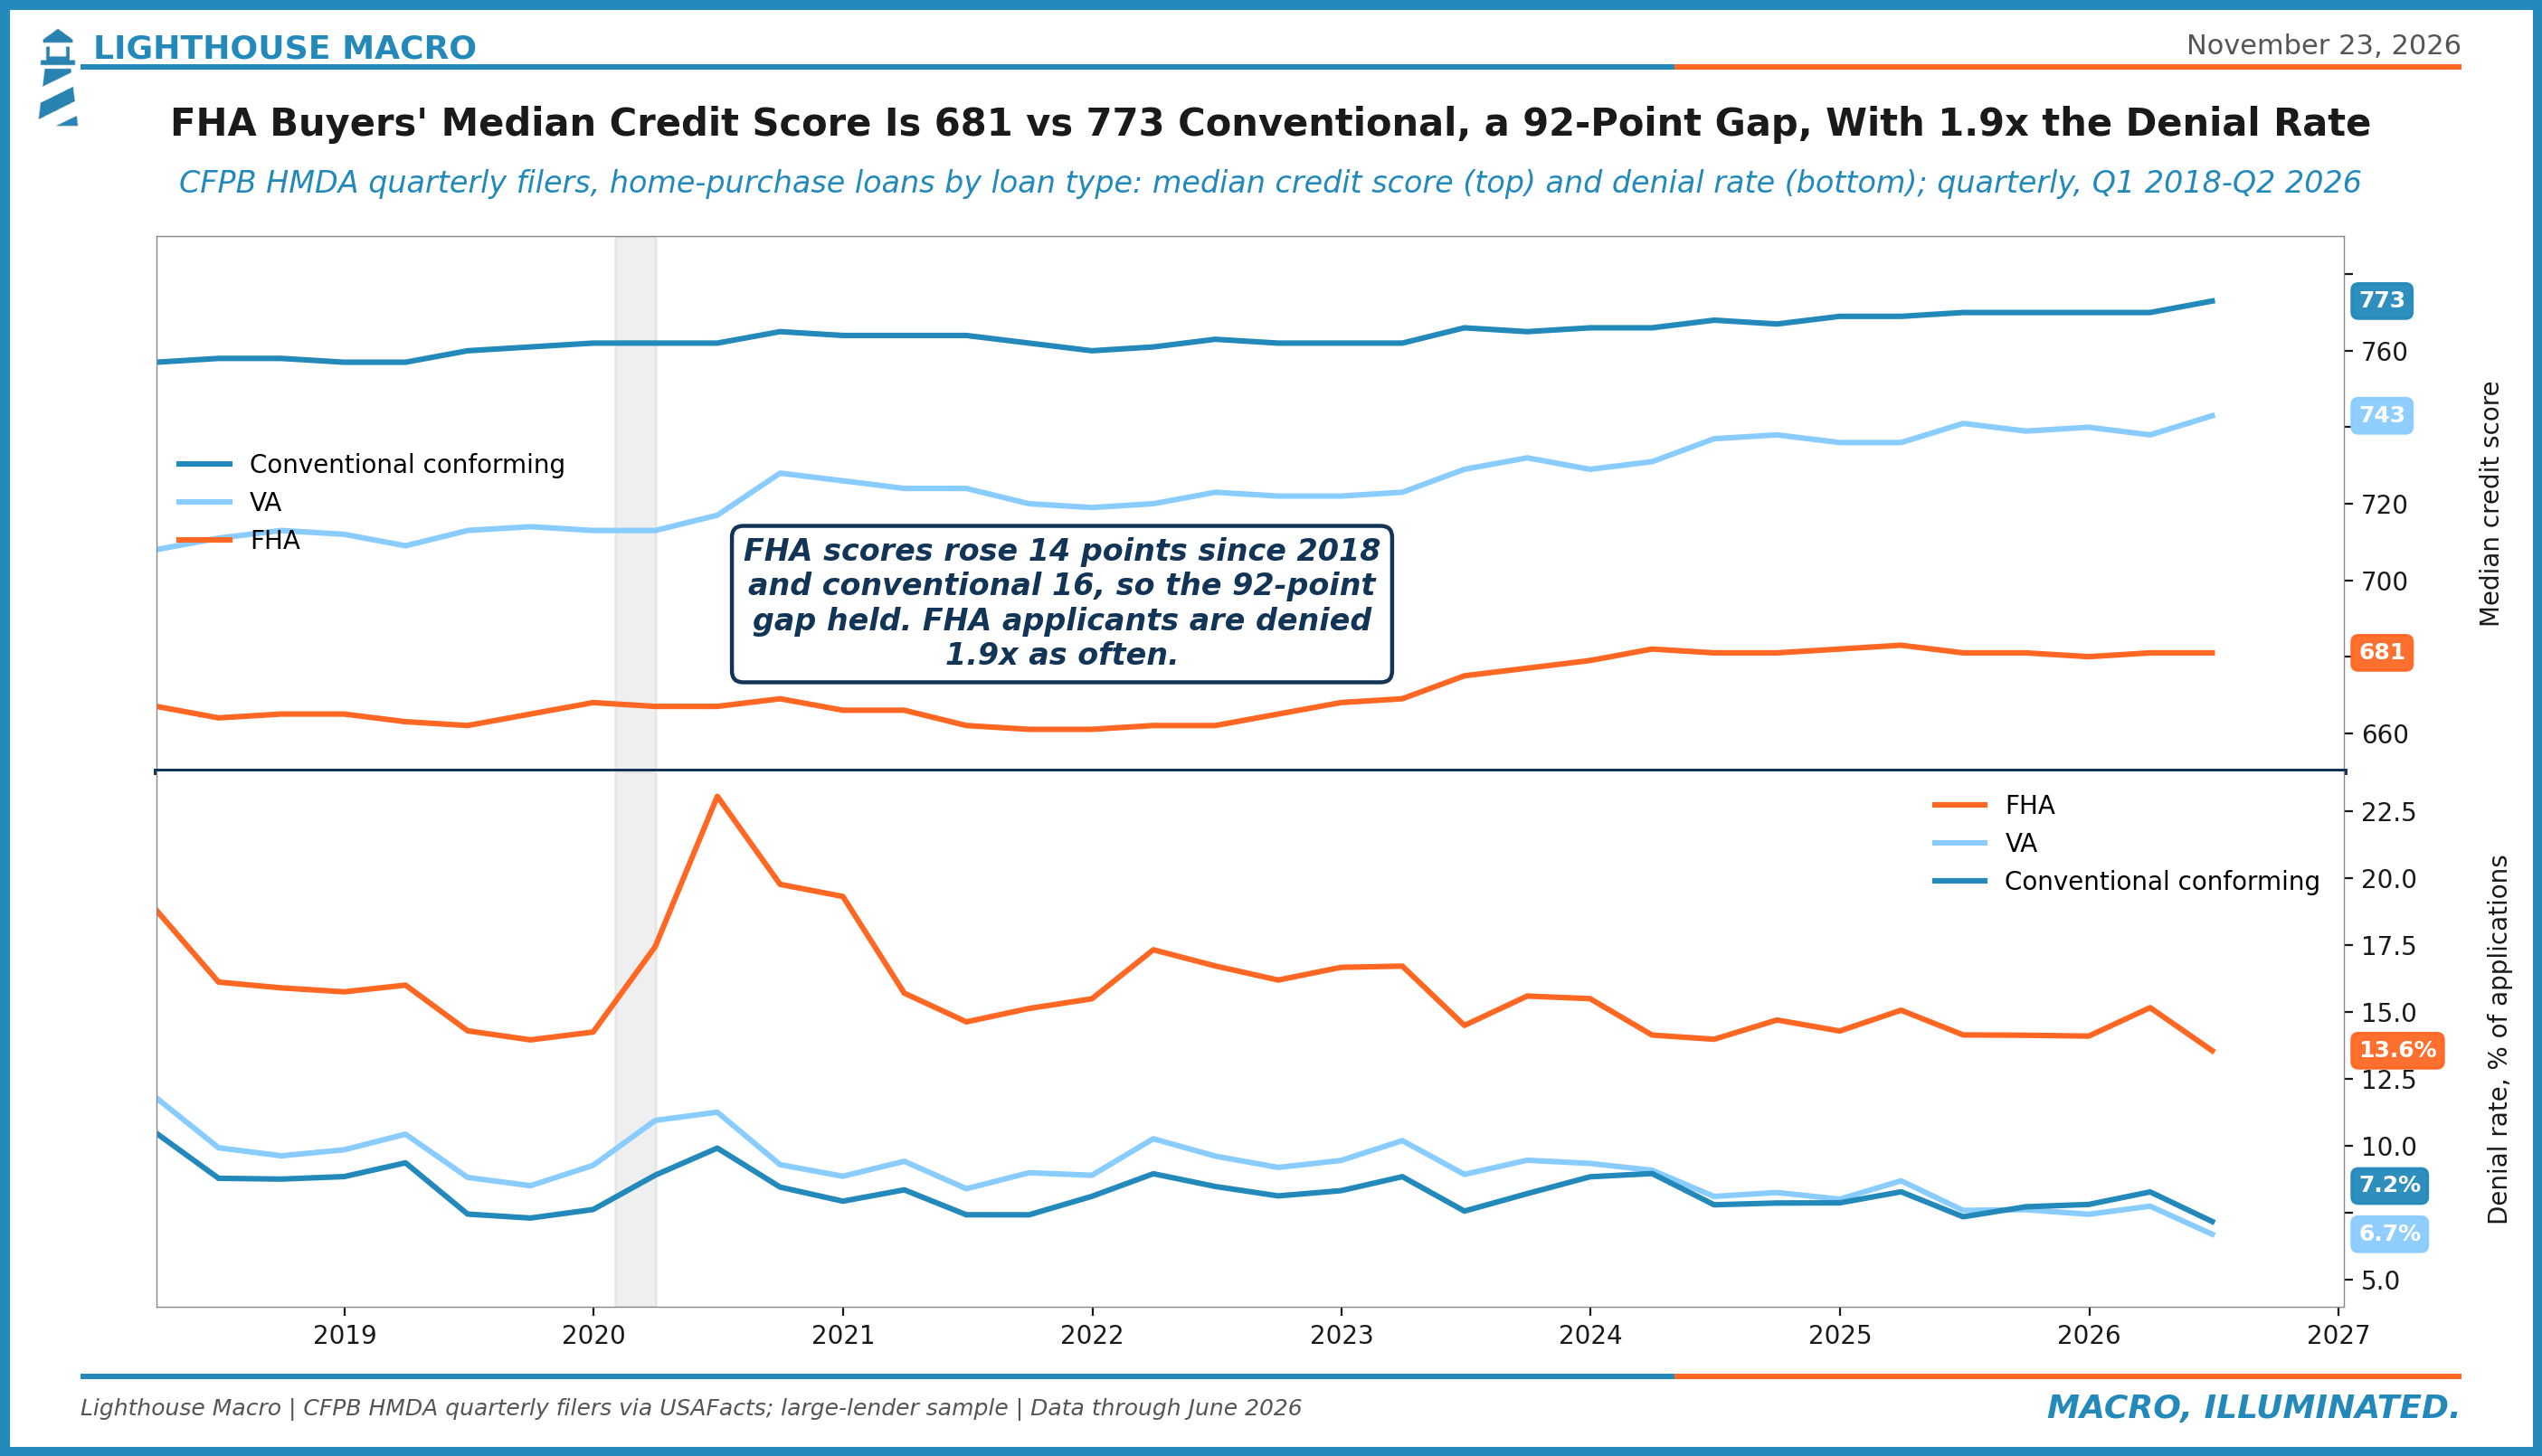 LIGHTHOUSE MACRO
November 23, 2026
FHA Buyers' Median Credit Score Is 681 vs 773 Conventional, a 92-Point Gap, With 1.9x the Denial Rate
CFPB HMDA quarterly filers, home-purchase loans by loan type: median credit score (top) and denial rate (bottom); quarterly, Q1 2018-Q2 2026
773
760
743
720
700
681
660
Median credit score
Conventional conforming
VA
FHA
FHA scores rose 14 points since 2018
and conventional 16, so the 92-point
gap held. FHA applicants are denied
1.9x as often.
FHA
VA
Conventional conforming
22.5
20.0
17.5
15.0
13.6%
12.5
10.0
7.2%
6.7%
5.0
Denial rate, % of applications
2019 2020 2021 2022 2023 2024 2025 2026 2027
Lighthouse Macro | CFPB HMDA quarterly filers via USAFacts; large-lender sample | Data through June 2026
MACRO, ILLUMINATED.